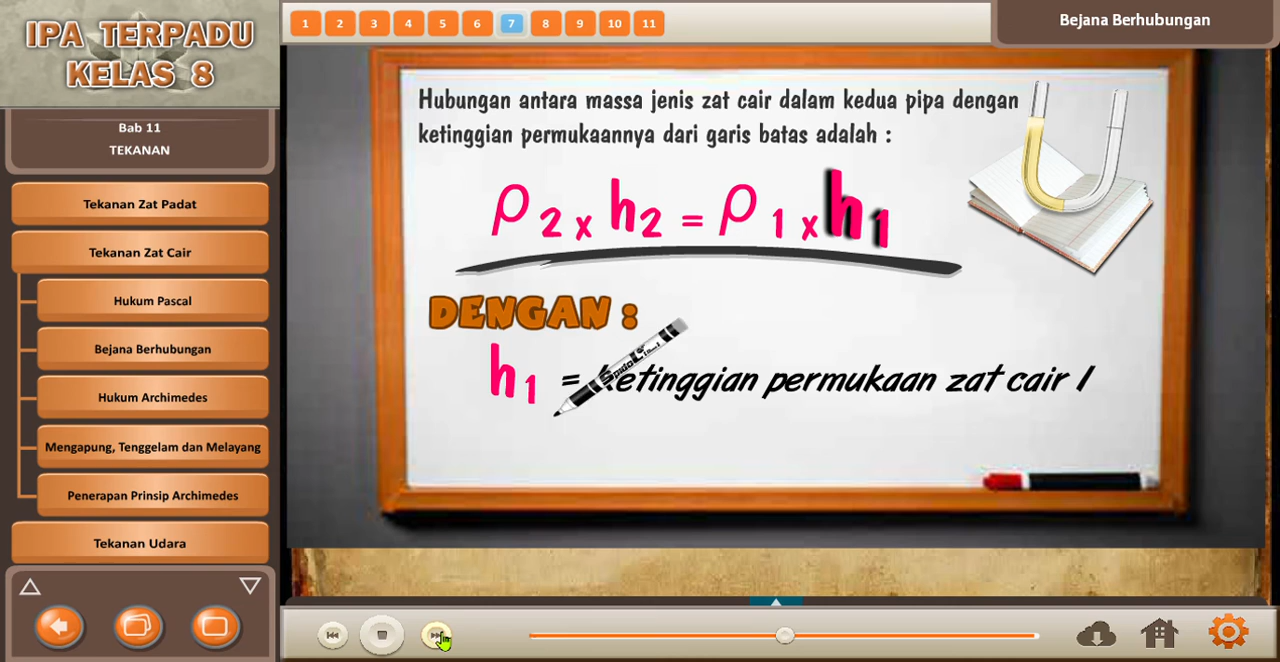 IPA TERPADU
KELAS 8
1 2 3 4 5 6 7 8 9 10 11
Bejana Berhubungan
Bab 11
TEKANAN
Tekanan Zat Padat
Tekanan Zat Cair
Hukum Pascal
Bejana Berhubungan
Hukum Archimedes
Mengapung, Tenggelam dan Melayang
Penerapan Prinsip Archimedes
Tekanan Udara
Hubungan antara massa jenis zat cair dalam kedua pipa dengan
ketinggian permukaannya dari garis batas adalah :
ρ2 x h2 = ρ1 x h1
DENGAN :
h1 = Ketinggian permukaan zat cair 1